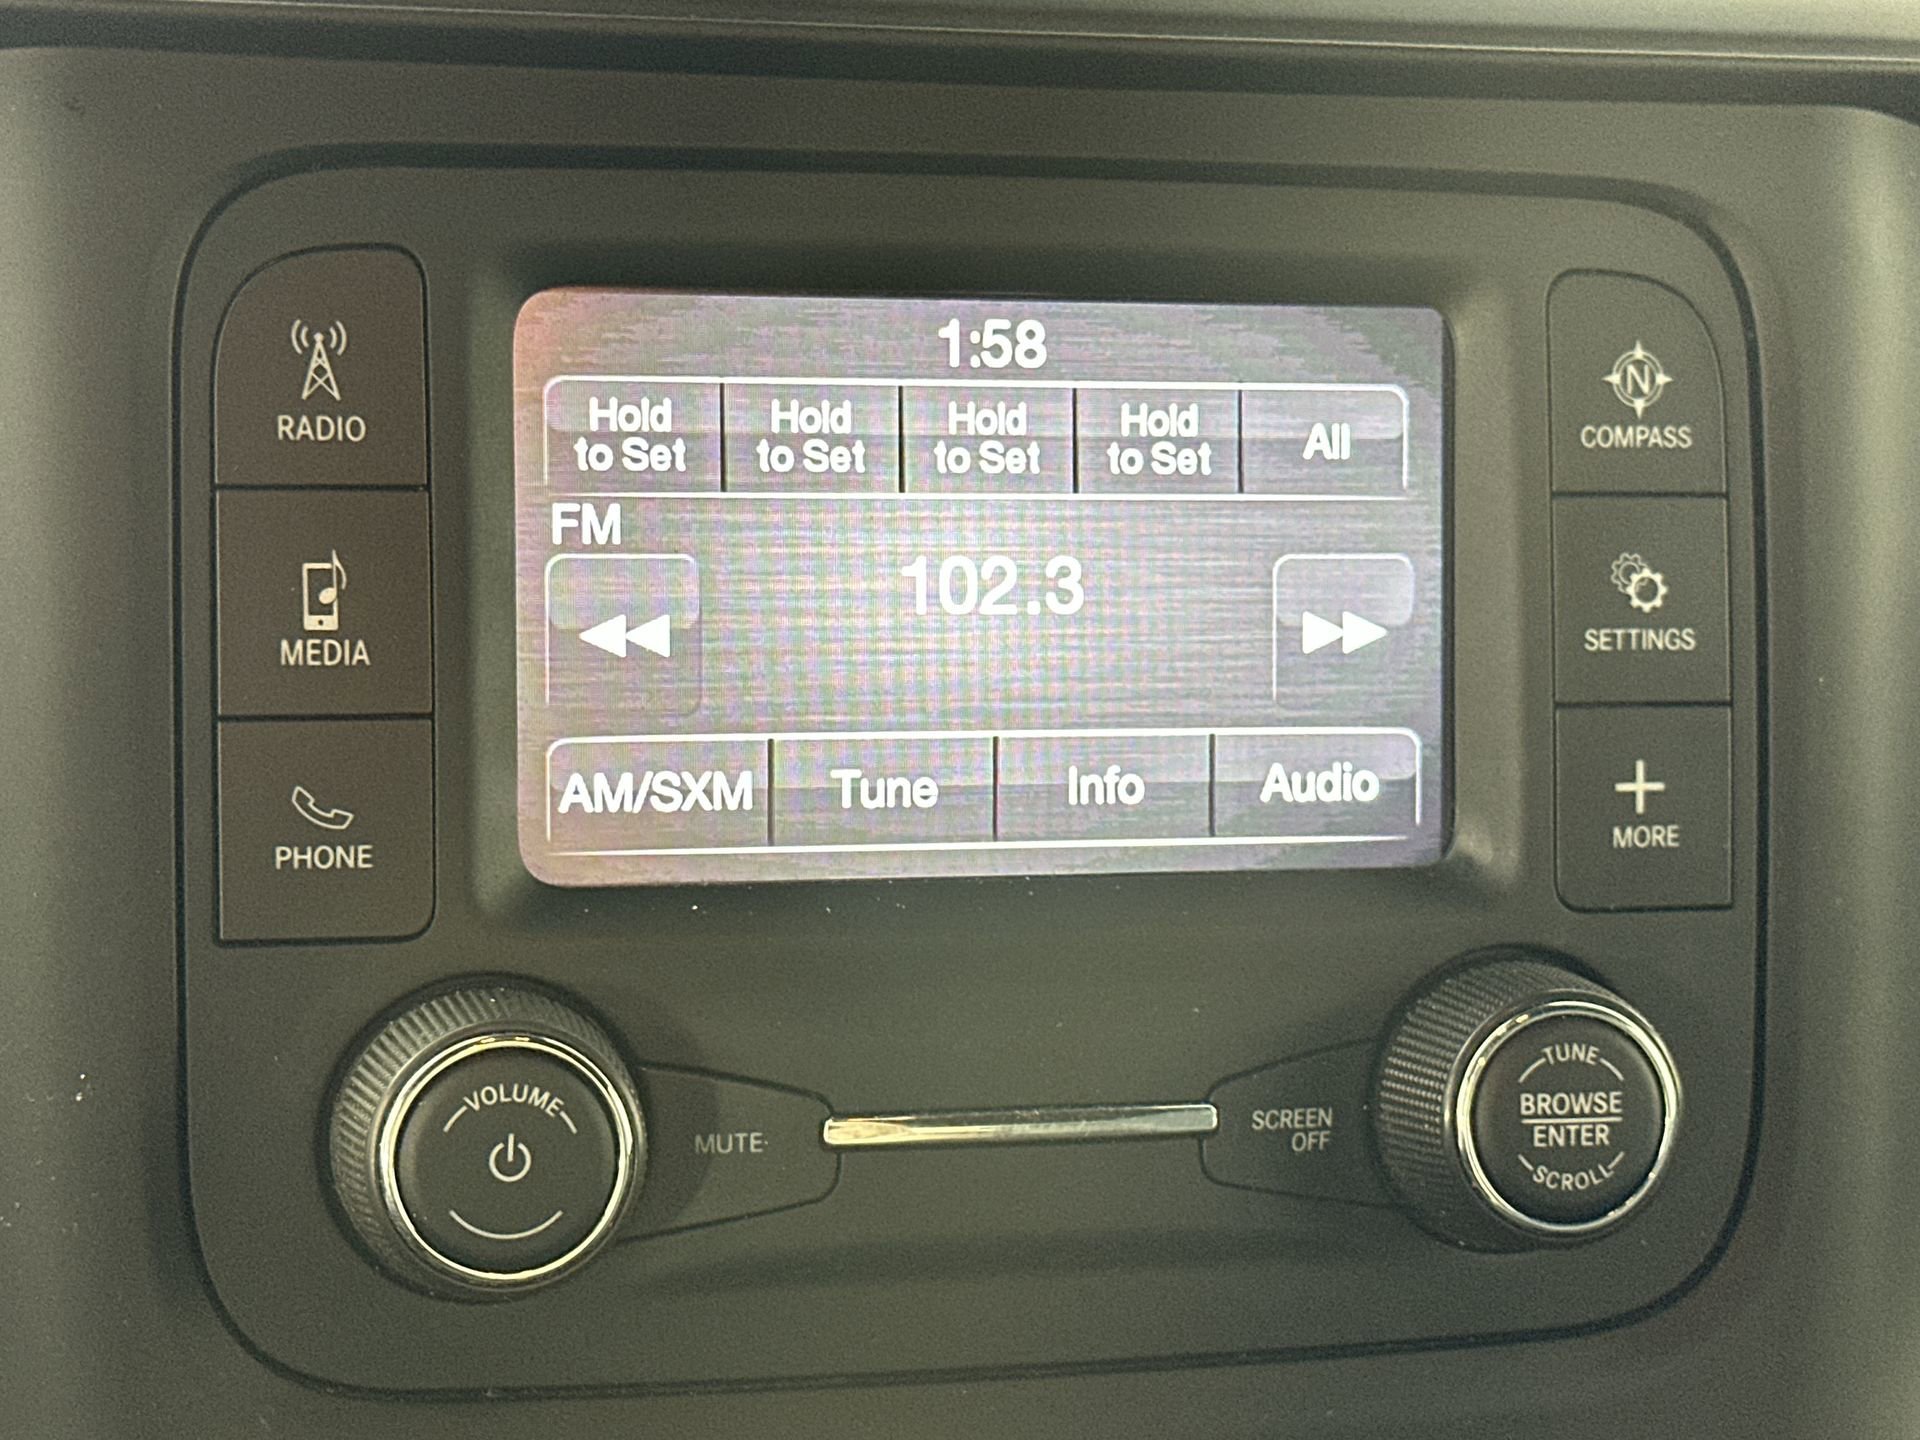 1:58
Hold to Set
Hold to Set
Hold to Set
Hold to Set
All
FM
102.3
AM/SXM
Tune
Info
Audio
RADIO
MEDIA
PHONE
N
COMPASS
SETTINGS
MORE
VOLUME
MUTE
SCREEN
OFF
TUNE
BROWSE
ENTER
SCROLL